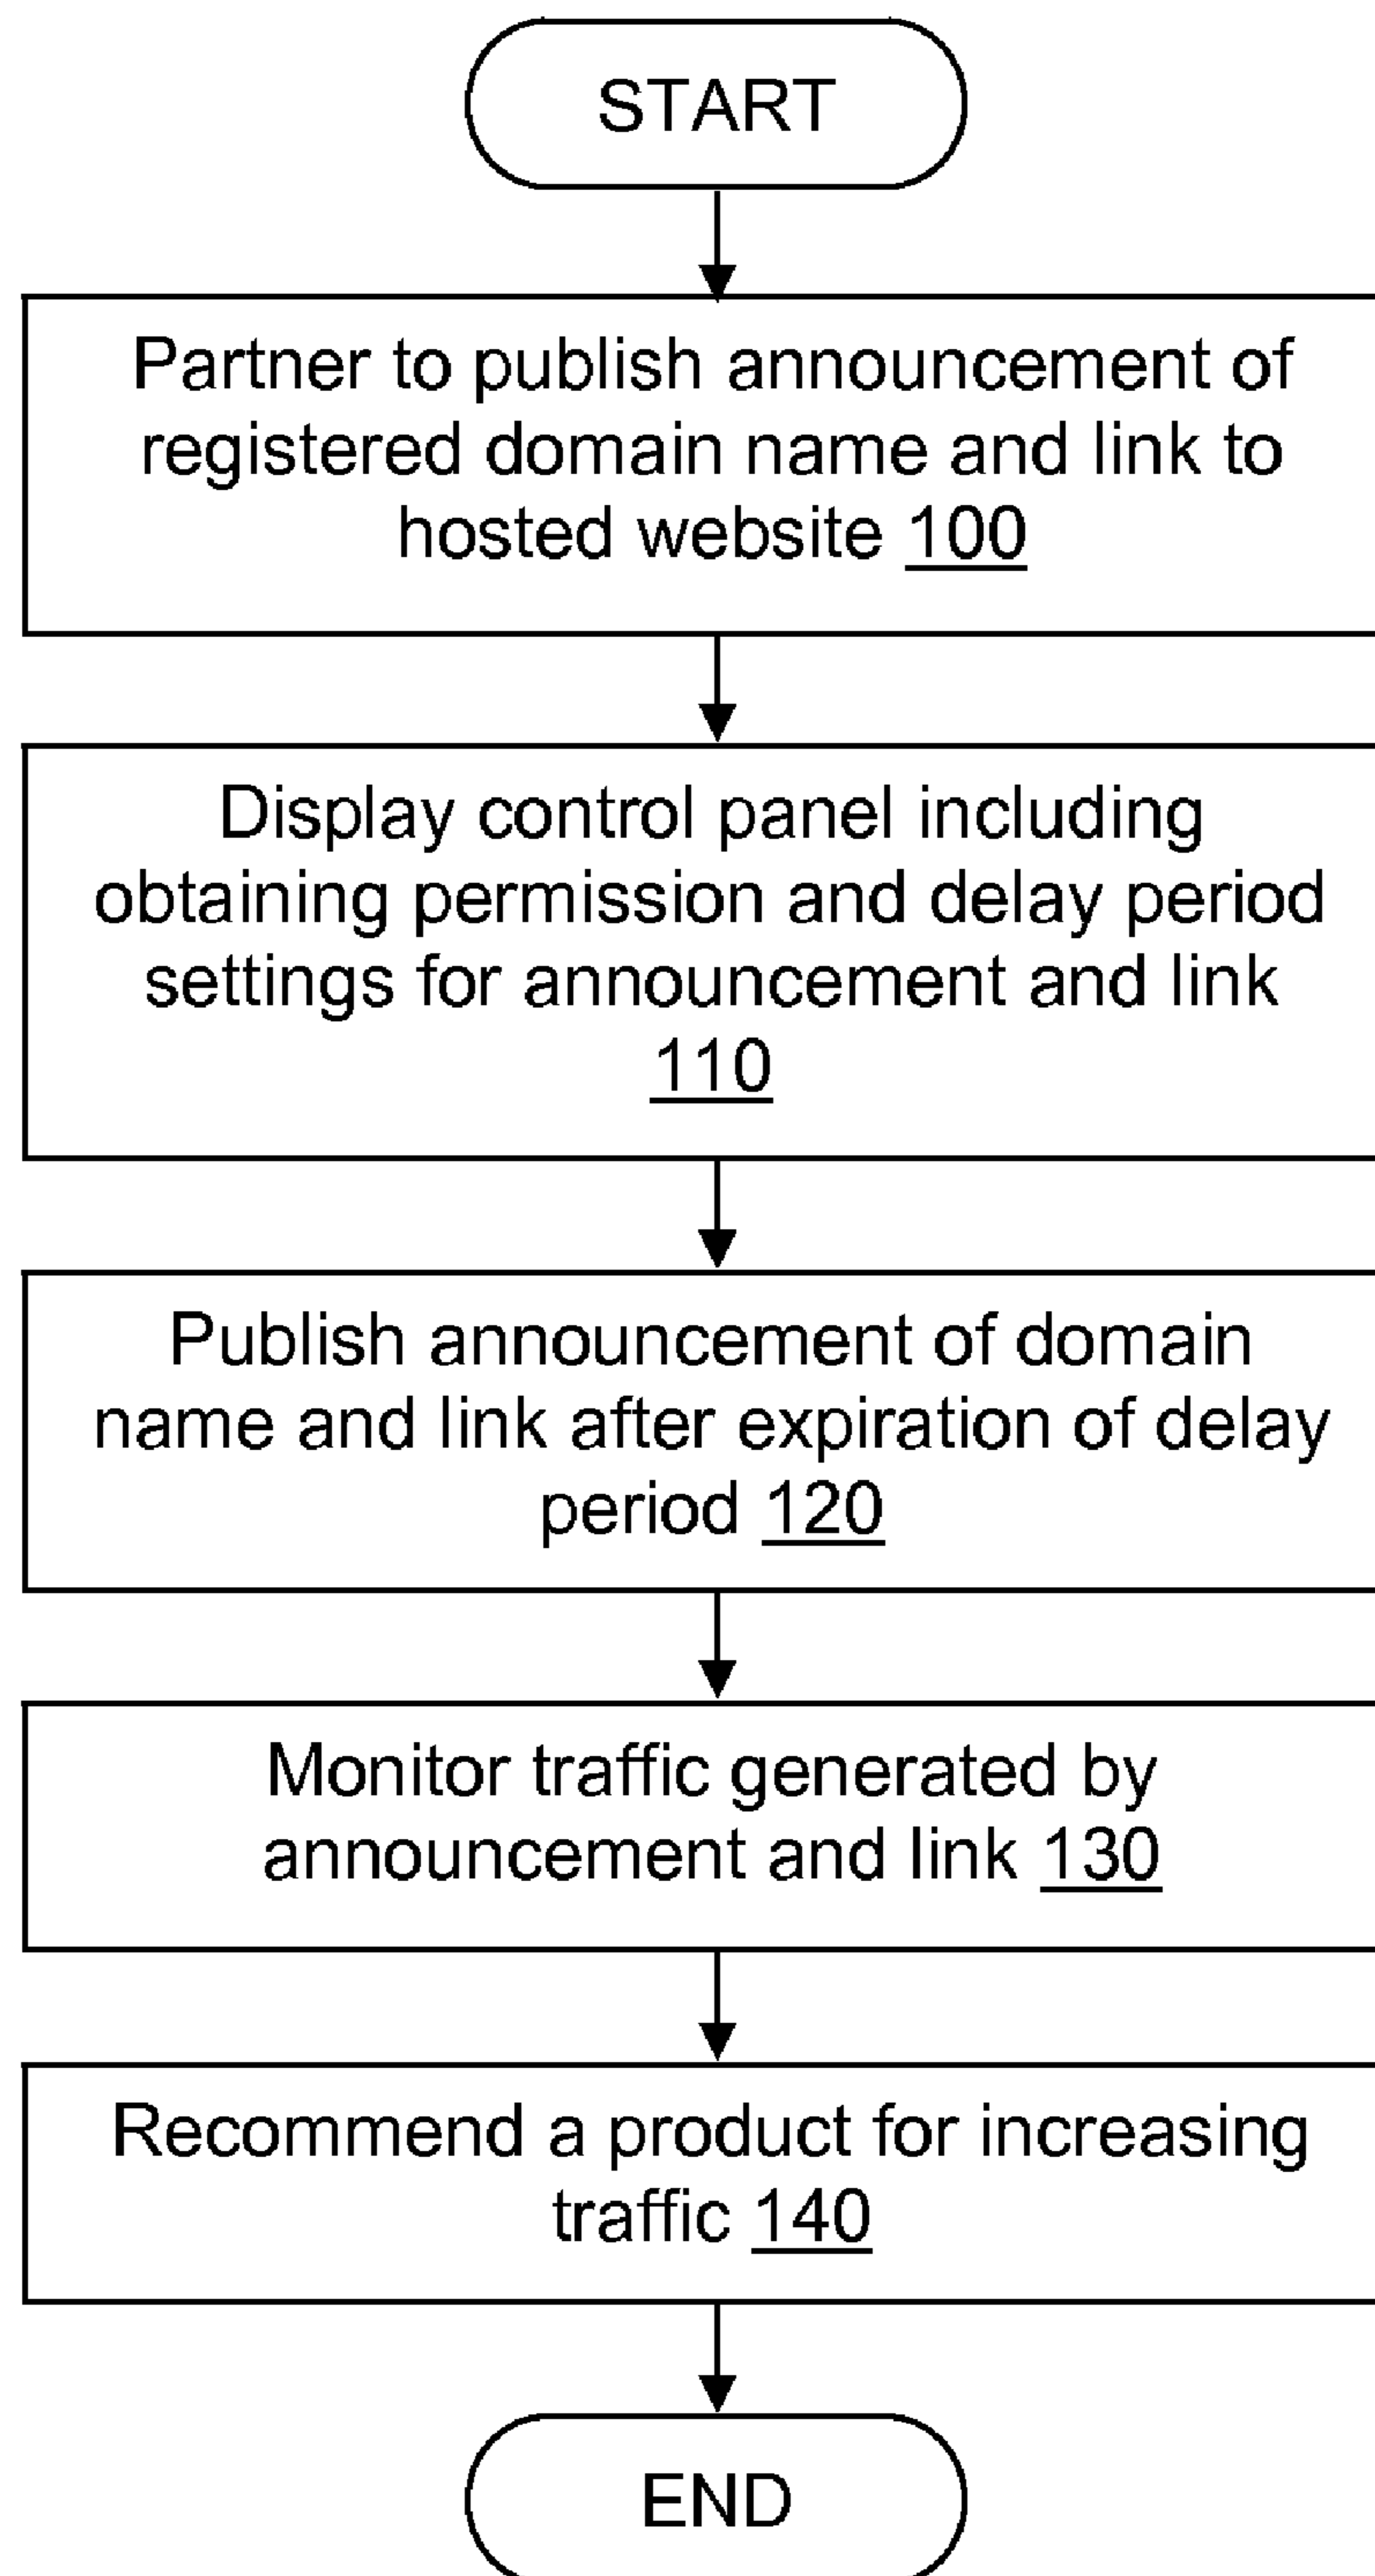 START
Partner to publish announcement of
registered domain name and link to
hosted website 100
Display control panel including
obtaining permission and delay period
settings for announcement and link
110
Publish announcement of domain
name and link after expiration of delay
period 120
Monitor traffic generated by
announcement and link 130
Recommend a product for increasing
traffic 140
END